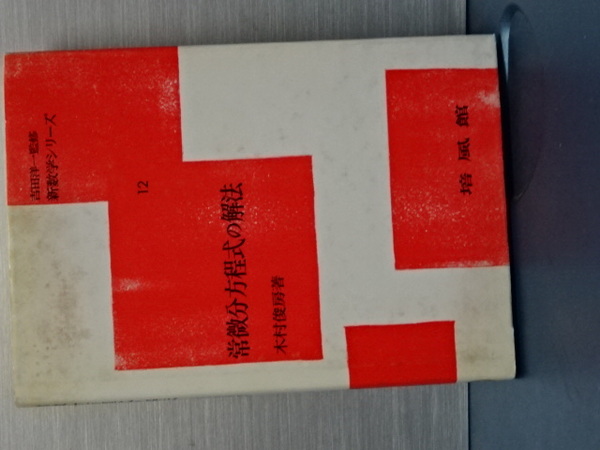 吉田洋一監修
新数学シリーズ
12
常微分方程式の解法
木村俊房著
培風館